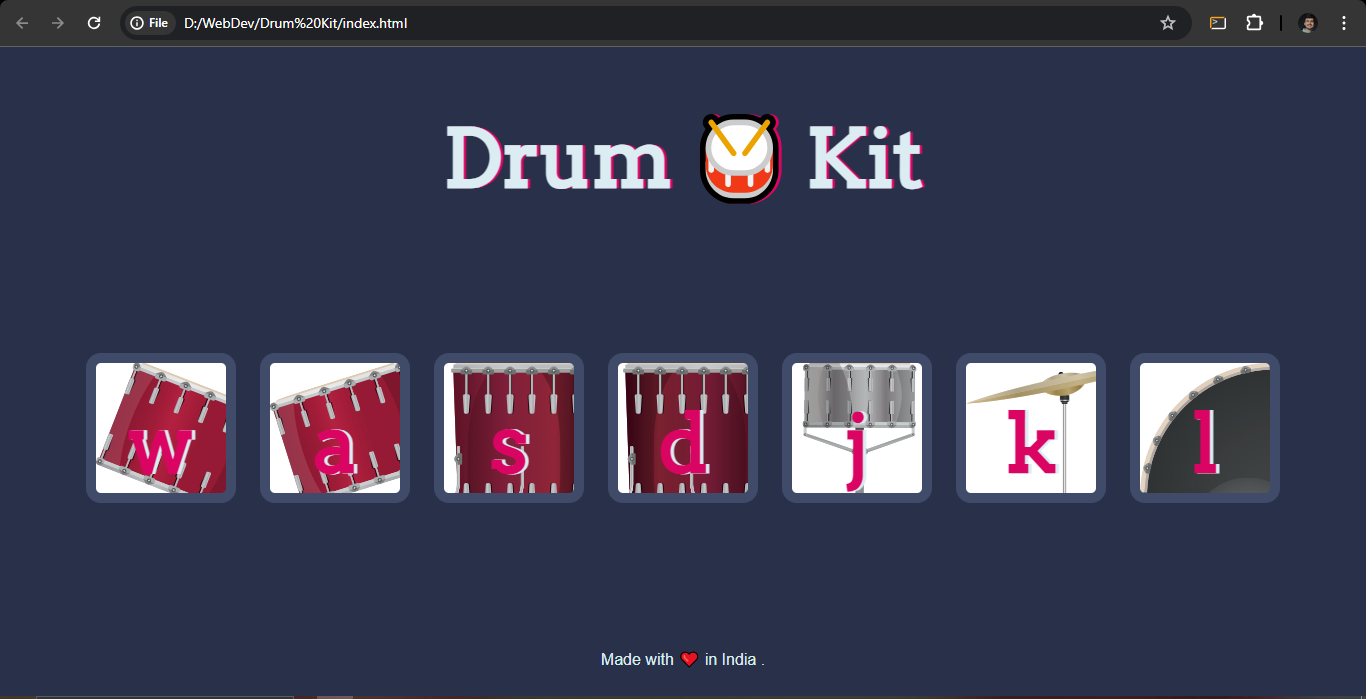 File D:/WebDev/Drum%20Kit/index.html
Drum 🥁 Kit
w a s d j k l
Made with ❤️ in India .